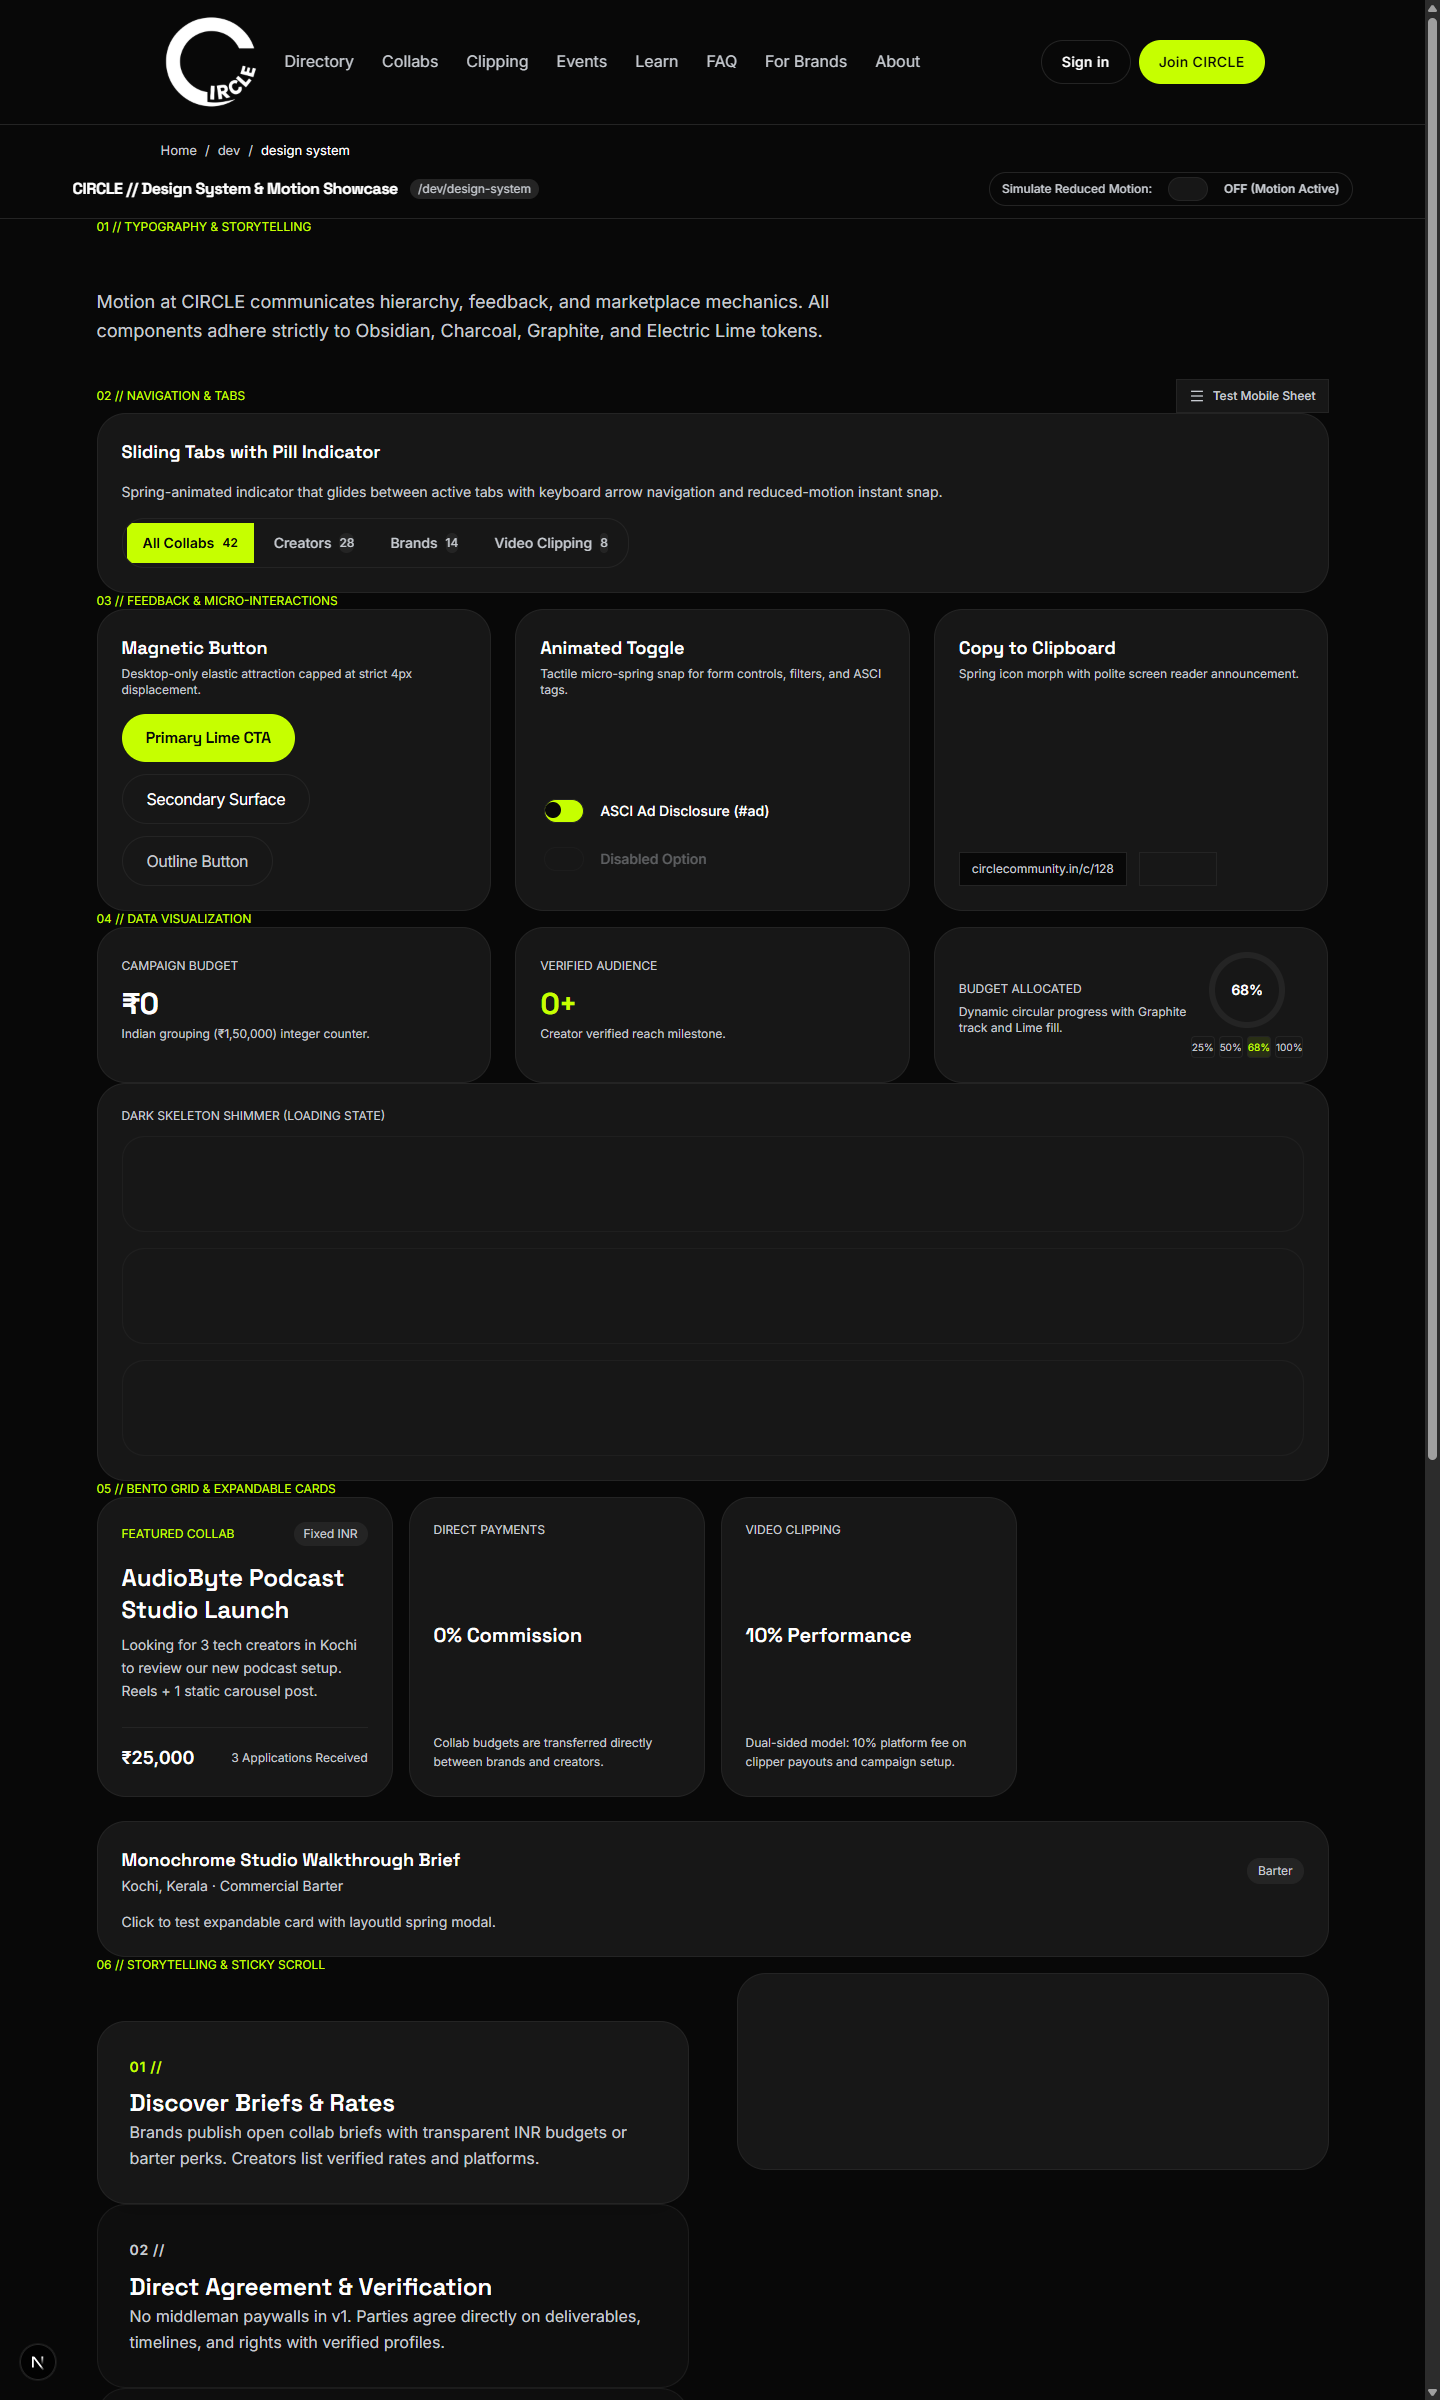 CIRCLE
Directory
Collabs
Clipping
Events
Learn
FAQ
For Brands
About
Sign in
Join CIRCLE
Home / dev / design system
CIRCLE // Design System & Motion Showcase
/dev/design-system
Simulate Reduced Motion:
OFF (Motion Active)
01 // TYPOGRAPHY & STORYTELLING
Motion at CIRCLE communicates hierarchy, feedback, and marketplace mechanics. All
components adhere strictly to Obsidian, Charcoal, Graphite, and Electric Lime tokens.
02 // NAVIGATION & TABS
Test Mobile Sheet
Sliding Tabs with Pill Indicator
Spring-animated indicator that glides between active tabs with keyboard arrow navigation and reduced-motion instant snap.
All Collabs 42
Creators 28
Brands 14
Video Clipping 8
03 // FEEDBACK & MICRO-INTERACTIONS
Magnetic Button
Desktop-only elastic attraction capped at strict 4px
displacement.
Primary Lime CTA
Secondary Surface
Outline Button
Animated Toggle
Tactile micro-spring snap for form controls, filters, and ASCI
tags.
ASCI Ad Disclosure (#ad)
Disabled Option
Copy to Clipboard
Spring icon morph with polite screen reader announcement.
circlecommunity.in/c/128
04 // DATA VISUALIZATION
CAMPAIGN BUDGET
₹0
Indian grouping (₹1,50,000) integer counter.
VERIFIED AUDIENCE
0+
Creator verified reach milestone.
BUDGET ALLOCATED
Dynamic circular progress with Graphite
track and Lime fill.
68%
25% 50% 68% 100%
DARK SKELETON SHIMMER (LOADING STATE)
05 // BENTO GRID & EXPANDABLE CARDS
FEATURED COLLAB
Fixed INR
AudioByte Podcast
Studio Launch
Looking for 3 tech creators in Kochi
to review our new podcast setup.
Reels + 1 static carousel post.
₹25,000
3 Applications Received
DIRECT PAYMENTS
0% Commission
Collab budgets are transferred directly
between brands and creators.
VIDEO CLIPPING
10% Performance
Dual-sided model: 10% platform fee on
clipper payouts and campaign setup.
Monochrome Studio Walkthrough Brief
Kochi, Kerala · Commercial Barter
Barter
Click to test expandable card with layoutId spring modal.
06 // STORYTELLING & STICKY SCROLL
01 //
Discover Briefs & Rates
Brands publish open collab briefs with transparent INR budgets or
barter perks. Creators list verified rates and platforms.
02 //
Direct Agreement & Verification
No middleman paywalls in v1. Parties agree directly on deliverables,
timelines, and rights with verified profiles.
N